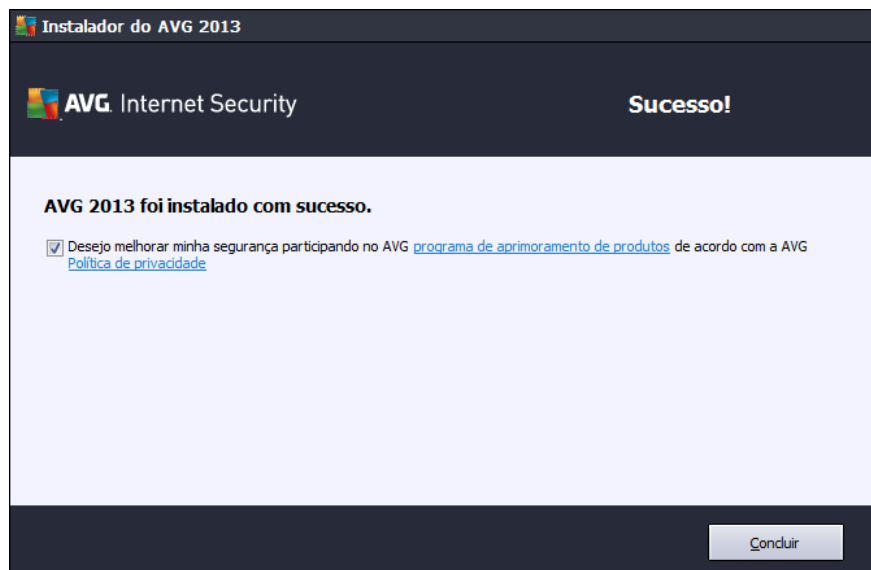 Instalador do AVG 2013
AVG. Internet Security
Sucesso!
AVG 2013 foi instalado com sucesso.
Desejo melhorar minha segurança participando no AVG programa de aprimoramento de produtos de acordo com a AVG
Política de privacidade
Concluir